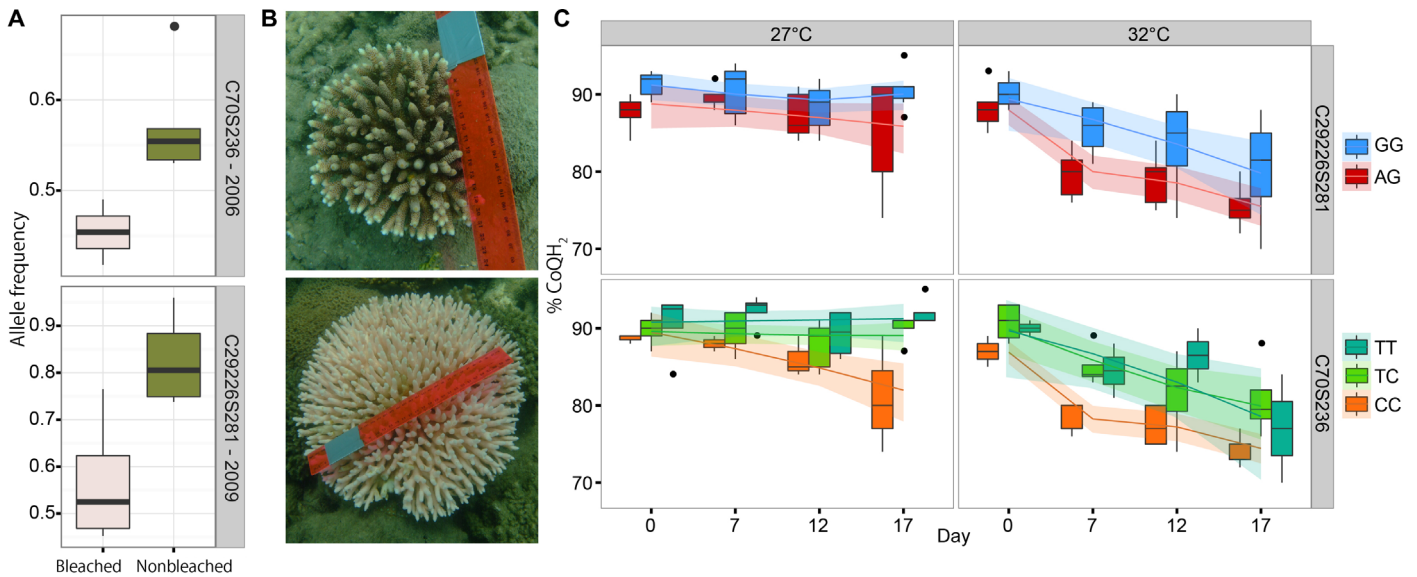 A
B
C
Allele frequency
0.6
0.5
C70S236 - 2006
0.9
0.8
0.7
0.6
0.5
C29226S281 - 2009
Bleached Nonbleached
27°C 32°C
% CoQH2
90
80
70
C29226S281
90
80
70
C70S236
0 7 12 17 0 7 12 17
Day
GG
AG
TT
TC
CC